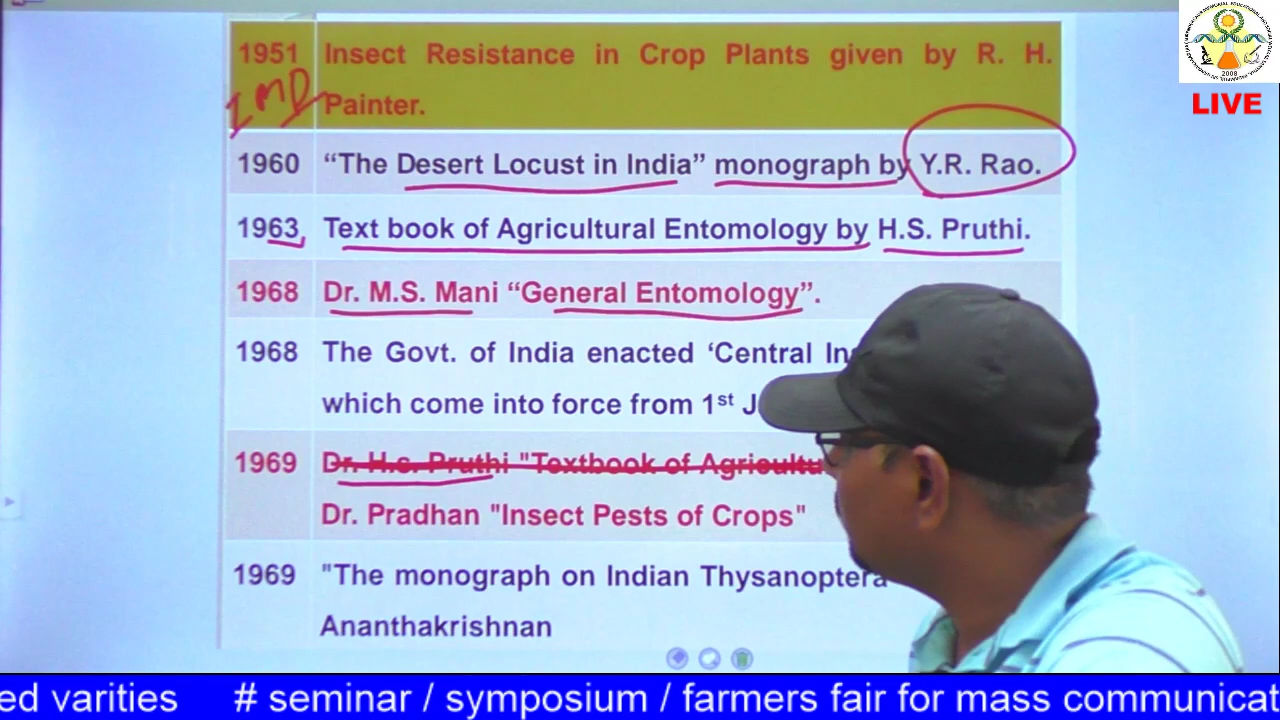 1951 Insect Resistance in Crop Plants given by R. H.
Painter.
IMP
1960 “The Desert Locust in India” monograph by Y.R. Rao.
1963 Text book of Agricultural Entomology by H.S. Pruthi.
1968 Dr. M.S. Mani “General Entomology”.
1968 The Govt. of India enacted ‘Central
which come into force from 1st
1969 Dr. H.s. Pruthi "Textbook of
Dr. Pradhan "Insect Pests of Crops"
1969 "The monograph on Indian Thysanoptera
Ananthakrishnan
2008
LIVE
ed varities # seminar / symposium / farmers fair for mass communicat